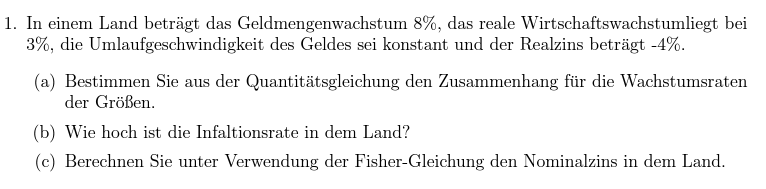 1. In einem Land beträgt das Geldmengenwachstum 8%, das reale Wirtschaftswachstumliegt bei
3%, die Umlaufgeschwindigkeit des Geldes sei konstant und der Realzins beträgt -4%.
(a) Bestimmen Sie aus der Quantitätsgleichung den Zusammenhang für die Wachstumsraten
der Größen.
(b) Wie hoch ist die Infaltionsrate in dem Land?
(c) Berechnen Sie unter Verwendung der Fisher-Gleichung den Nominalzins in dem Land.